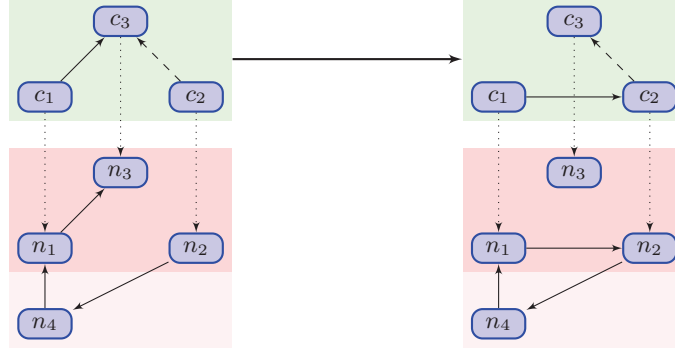 c₃ c₃
c₁ c₂ c₁ c₂
n₃ n₃
n₁ n₂ n₁ n₂
n₄ n₄